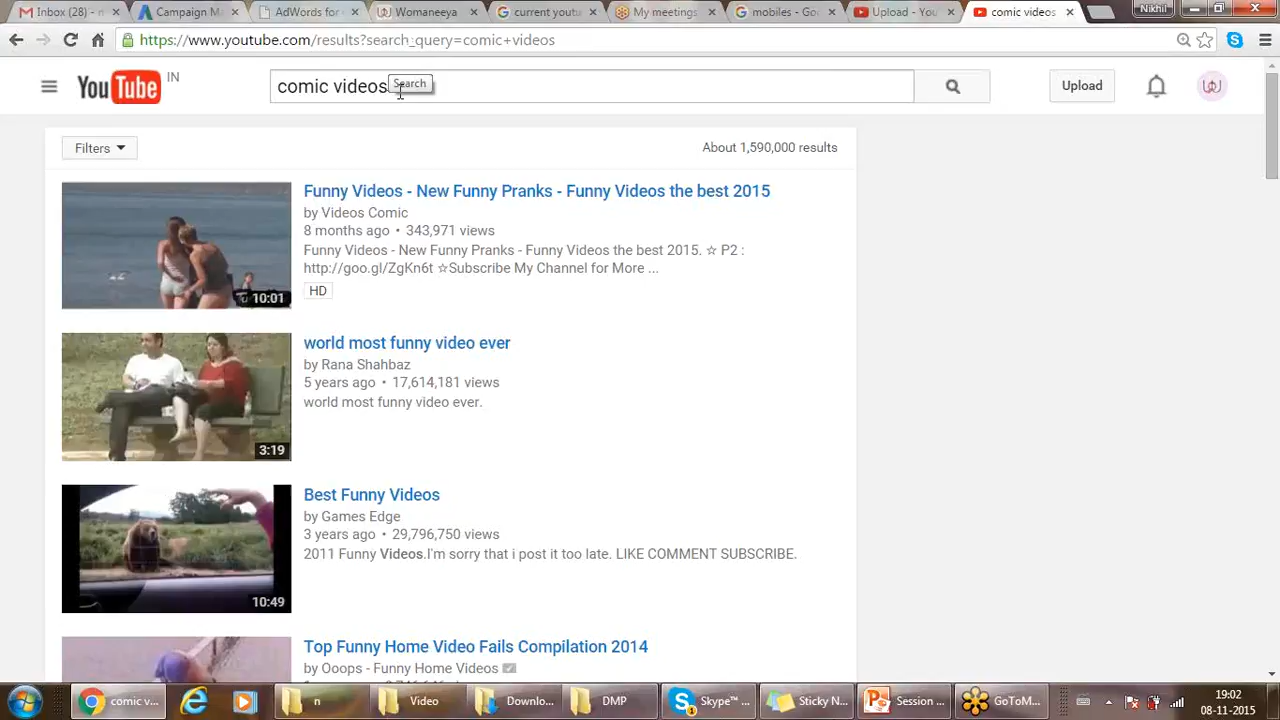 Inbox (28) - n
Campaign M
AdWords for
Womaneeya
current youtu
My meetings
mobiles - Go
Upload - You
comic videos
Nikhil
https://www.youtube.com/results?search_query=comic+videos
YouTube IN
comic videos
Search
Upload
Filters
About 1,590,000 results
Funny Videos - New Funny Pranks - Funny Videos the best 2015
by Videos Comic
8 months ago • 343,971 views
Funny Videos - New Funny Pranks - Funny Videos the best 2015. ☆ P2 :
http://goo.gl/ZgKn6t ☆Subscribe My Channel for More ...
HD
10:01
world most funny video ever
by Rana Shahbaz
5 years ago • 17,614,181 views
world most funny video ever.
3:19
Best Funny Videos
by Games Edge
3 years ago • 29,796,750 views
2011 Funny Videos.I'm sorry that i post it too late. LIKE COMMENT SUBSCRIBE.
10:49
Top Funny Home Video Fails Compilation 2014
by Ooops - Funny Home Videos
comic v...
n
Video
Downlo...
DMP
Skype™ ...
Sticky N...
Session ...
GoToM...
19:02
08-11-2015